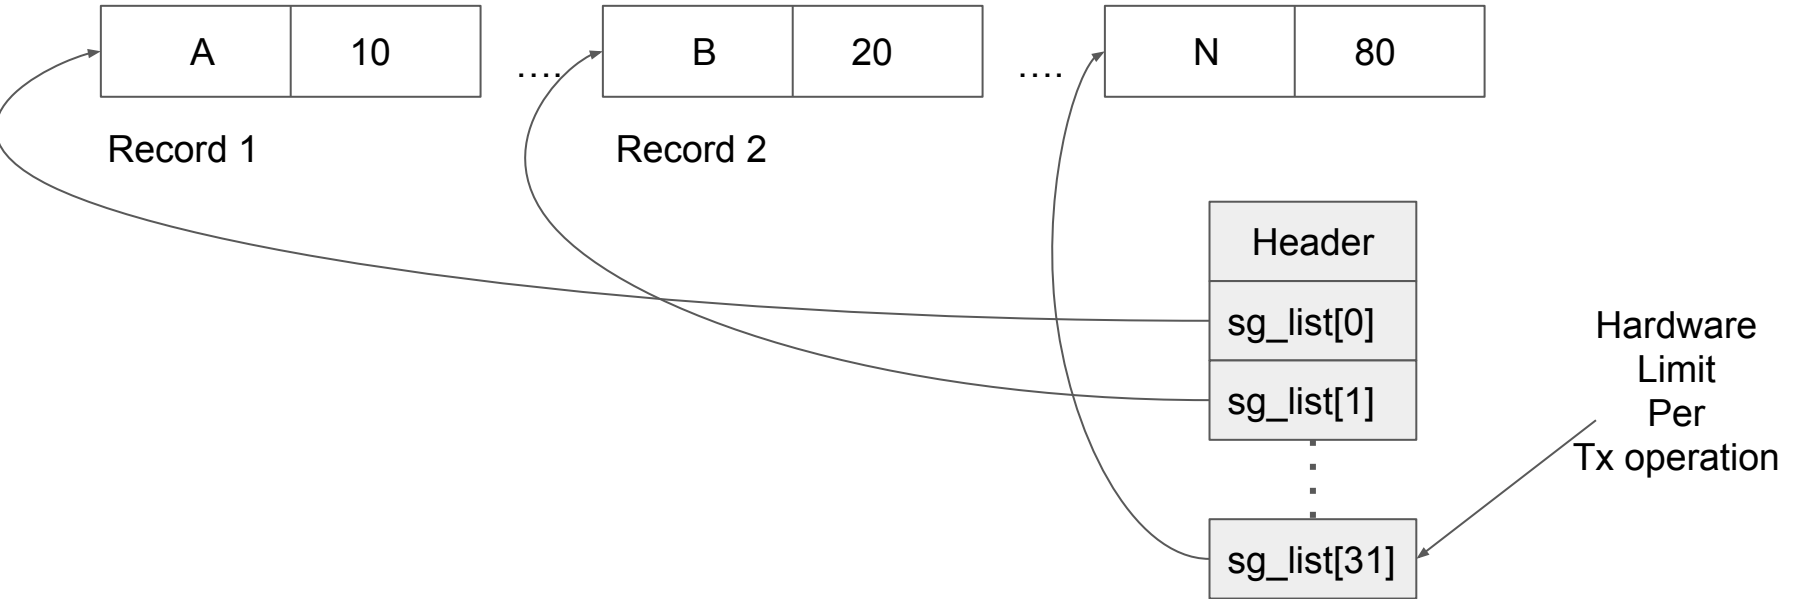 A 10 .... B 20 .... N 80
Record 1 Record 2
Header
sg_list[0]
sg_list[1]
sg_list[31]
Hardware
Limit
Per
Tx operation